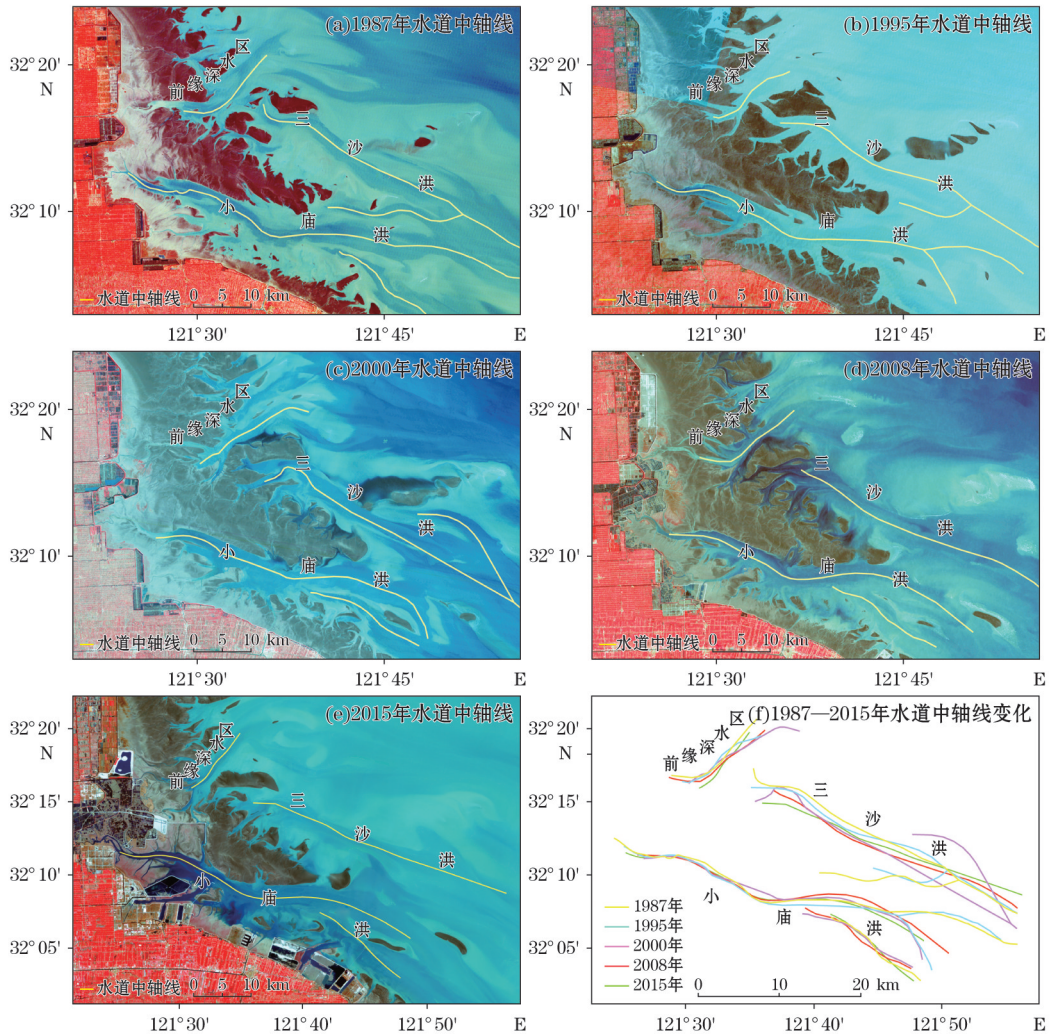 (a)1987年水道中轴线
32° 20'
N
32° 10'
前缘深水区
三沙洪
小庙洪
水道中轴线
0 5 10 km
121° 30'
121° 45'
E
(b)1995年水道中轴线
32° 20'
N
32° 10'
前缘深水区
三沙洪
小庙洪
水道中轴线
0 5 10 km
121° 30'
121° 45'
E
(c)2000年水道中轴线
32° 20'
N
32° 10'
前缘深水区
三沙洪
小庙洪
水道中轴线
0 5 10 km
121° 30'
121° 45'
E
(d)2008年水道中轴线
32° 20'
N
32° 10'
前缘深水区
三沙洪
小庙洪
水道中轴线
0 5 10 km
121° 30'
121° 45'
E
(e)2015年水道中轴线
32° 20'
N
32° 15'
32° 10'
32° 05'
前缘深水区
三沙洪
小庙洪
水道中轴线
0 5 10 km
121° 30'
121° 40'
121° 50'
E
(f)1987—2015年水道中轴线变化
32° 20'
N
32° 15'
32° 10'
32° 05'
前缘深水区
三沙洪
小庙洪
1987年
1995年
2000年
2008年
2015年
0 10 20 km
121° 30'
121° 40'
121° 50'
E